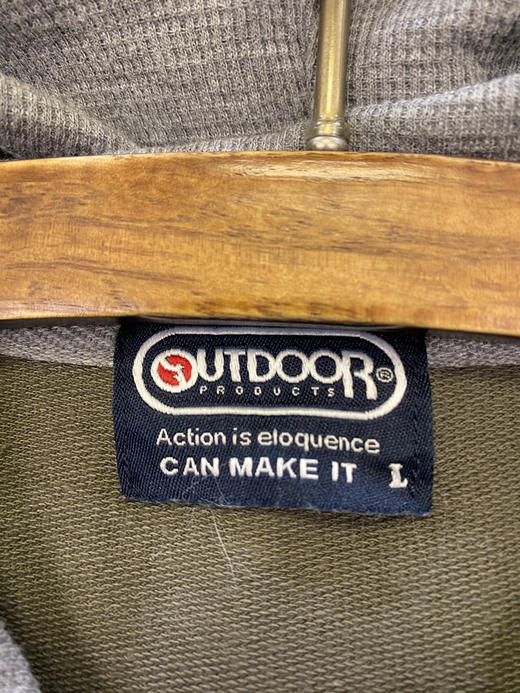 OUTDOOR®
PRODUCTS
Action is eloquence
CAN MAKE IT L